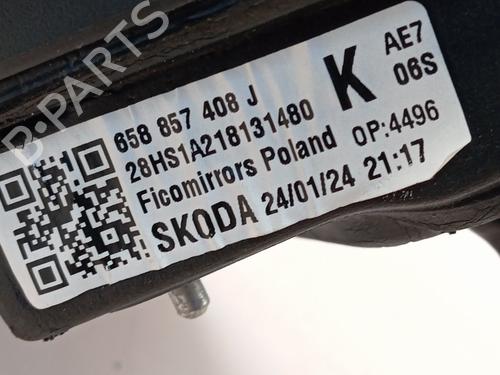 B-PARTS
658 857 408 J
28HS1A218131480
Ficomirrors Poland
SKODA 24/01/24 21:17
K
OP:4496
AE7
06S